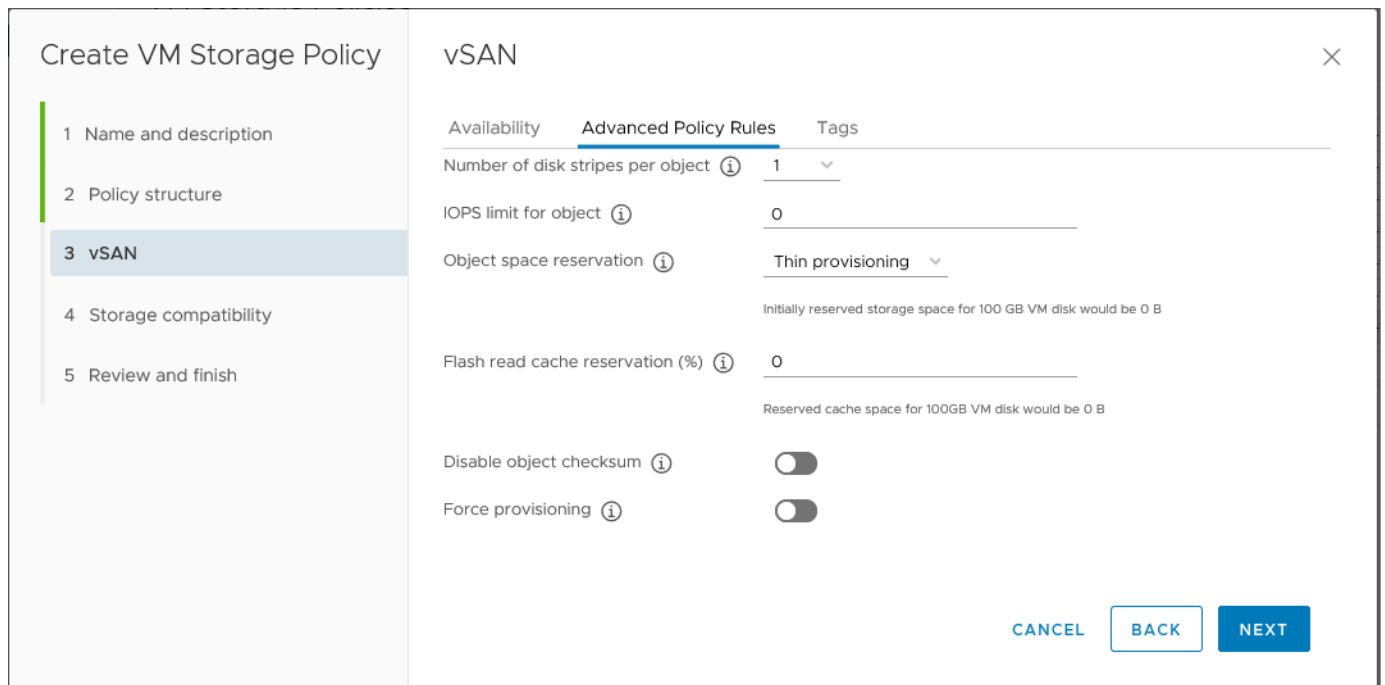 Create VM Storage Policy
1 Name and description
2 Policy structure
3 vSAN
4 Storage compatibility
5 Review and finish
vSAN
Availability Advanced Policy Rules Tags
Number of disk stripes per object 1
IOPS limit for object 0
Object space reservation Thin provisioning
Initially reserved storage space for 100 GB VM disk would be 0 B
Flash read cache reservation (%) 0
Reserved cache space for 100GB VM disk would be 0 B
Disable object checksum
Force provisioning
CANCEL BACK NEXT